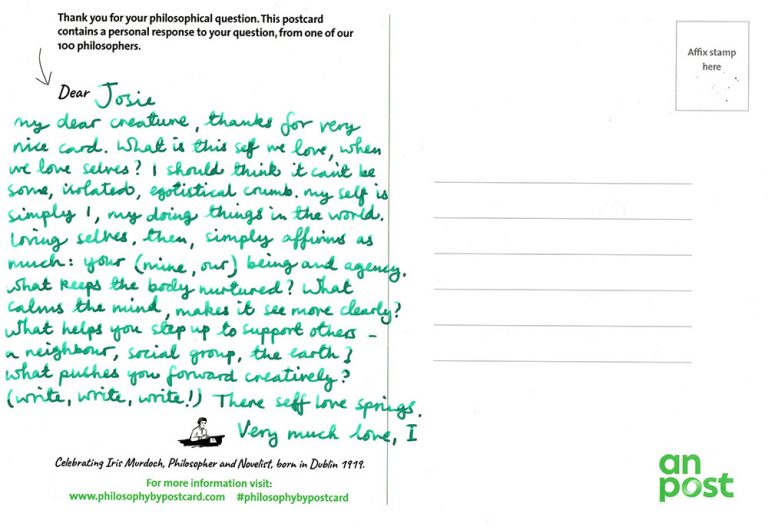 Thank you for your philosophical question. This postcard
contains a personal response to your question, from one of our
100 philosophers.
Affix stamp
here
Dear Josie
my dear creature, thanks for very
nice card. What is this self we love, when
we love selves? I should think it can't be
some, isolated, egotistical crumb. my self is
simply I, my doing things in the world.
Loving selves, then, simply affirms as
much: your (mine, our) being and agency.
What keeps the body nurtured? What
calms the mind, makes it see more clearly?
What helps you step up to support others –
a neighbour, social group, the earth?
What pushes you forward creatively?
(write, write, write!) There self love springs.
Very much love, I
Celebrating Iris Murdoch, Philosopher and Novelist, born in Dublin 1919.
For more information visit:
www.philosophybypostcard.com #philosophybypostcard
an
post